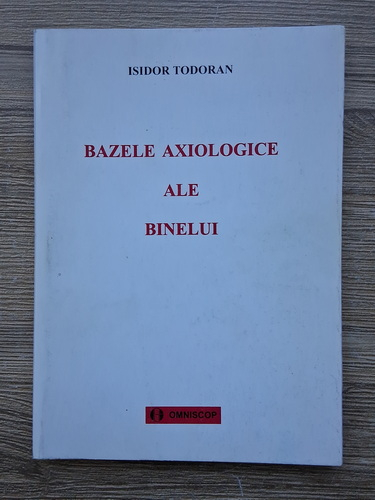 ISIDOR TODORAN
BAZELE AXIOLOGICE
ALE
BINELUI
OMNISCOP